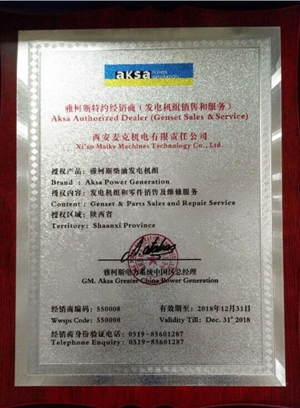 aksa POWER GENERATION
雅柯斯特约经销商（发电机组销售和服务）
Aksa Authorized Dealer (Genset Sales & Service)
西安麦克机电有限责任公司
Xi'an Maike Machines Technology Co., Ltd.
授权产品：雅柯斯柴油发电机组
Brand : Aksa Power Generation
授权内容：发电机组和零件销售及维修服务
Content : Genset & Parts Sales and Repair Service
授权区域：陕西省
Territory: Shaanxi Province
雅柯斯电力系统中国区总经理
GM. Aksa Greater China Power Generation
经销商编码：550008 有效期至：2018年12月31日
Wwsps Code: 550008 Validity Till: Dec. 31st 2018
经销商身份验证电话：0519-85601287
Telephone Enquiry: 0519-85601287